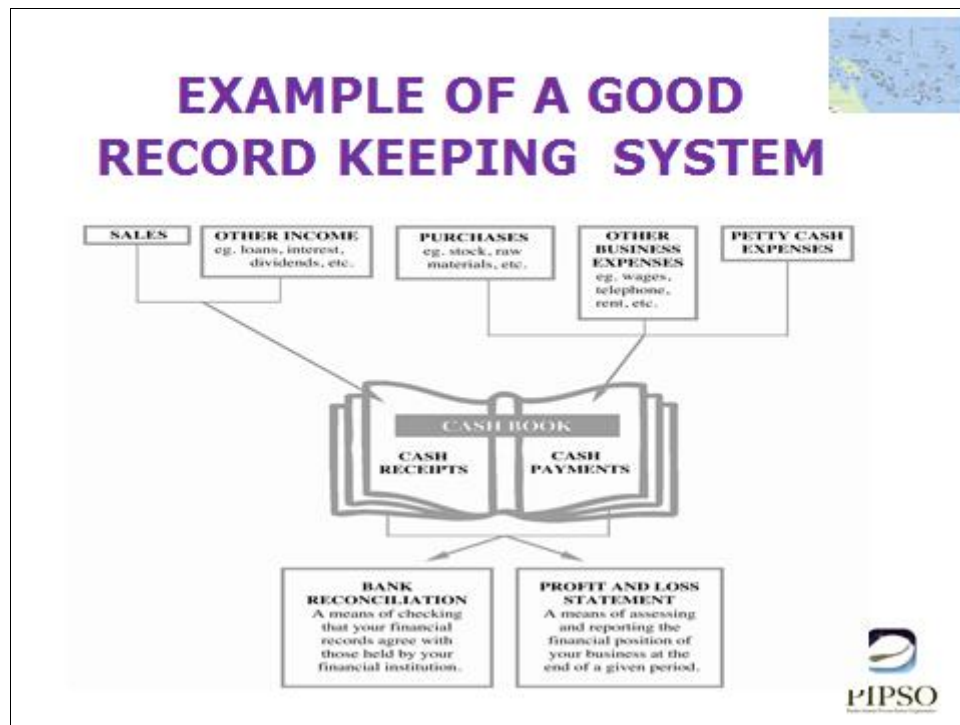 EXAMPLE OF A GOOD
RECORD KEEPING SYSTEM
SALES
OTHER INCOME
eg. loans, interest,
dividends, etc.
PURCHASES
eg. stock, raw
materials, etc.
OTHER
BUSINESS
EXPENSES
eg. wages,
telephone,
rent, etc.
PETTY CASH
EXPENSES
CASH BOOK
CASH
RECEIPTS
CASH
PAYMENTS
BANK
RECONCILIATION
A means of checking
that your financial
records agree with
those held by your
financial institution.
PROFIT AND LOSS
STATEMENT
A means of assessing
and reporting the
financial position of
your business at the
end of a given period.
PIPSO